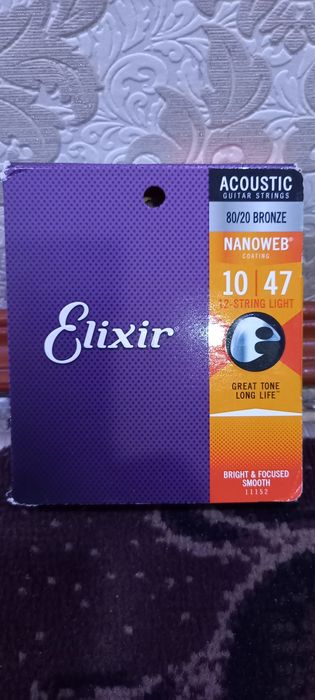 ACOUSTIC
GUITAR STRINGS
80/20 BRONZE
NANOWEB®
COATING
10 | 47
12-STRING LIGHT
Elixir
GREAT TONE
LONG LIFE™
BRIGHT & FOCUSED
SMOOTH
11152